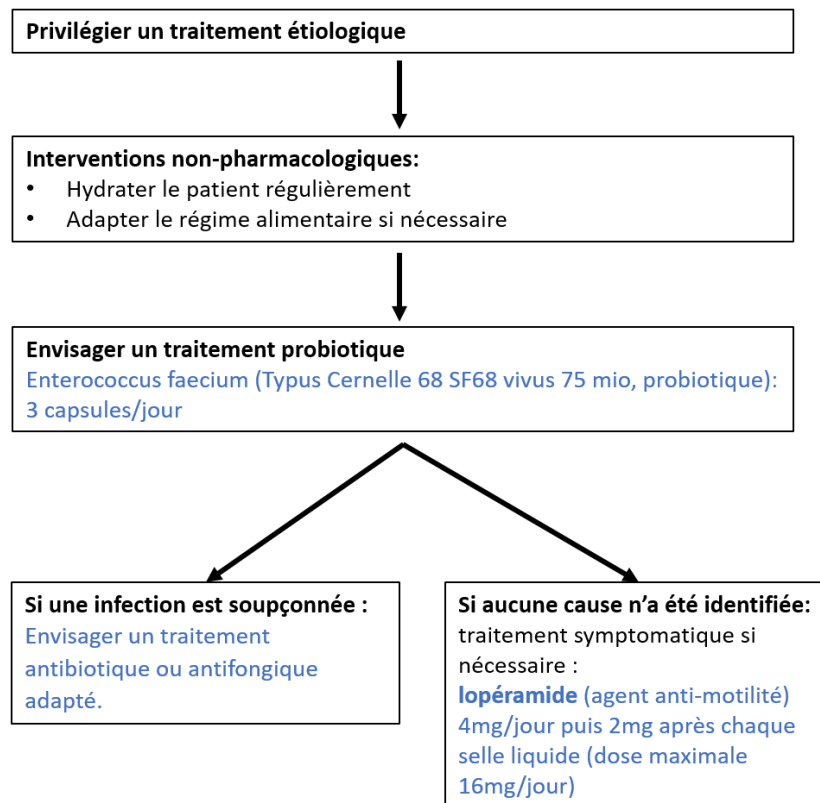 Privilégier un traitement étiologique
Interventions non-pharmacologiques:
• Hydrater le patient régulièrement
• Adapter le régime alimentaire si nécessaire
Envisager un traitement probiotique
Enterococcus faecium (Typus Cernelle 68 SF68 vivus 75 mio, probiotique):
3 capsules/jour
Si une infection est soupçonnée :
Envisager un traitement
antibiotique ou antifongique
adapté.
Si aucune cause n’a été identifiée:
traitement symptomatique si
nécessaire :
lopéramide (agent anti-motilité)
4mg/jour puis 2mg après chaque
selle liquide (dose maximale
16mg/jour)